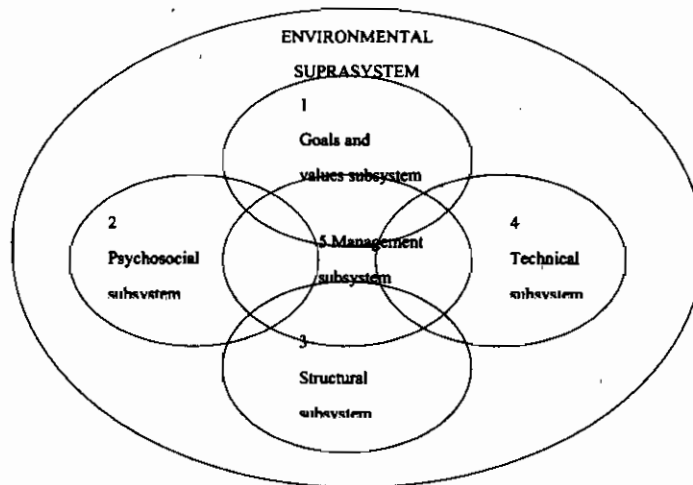 ENVIRONMENTAL
SUPRASYSTEM
1
Goals and
values subsystem
2
Psychosocial
subsystem
5 Management
subsystem
4
Technical
subsystem
3
Structural
subsystem